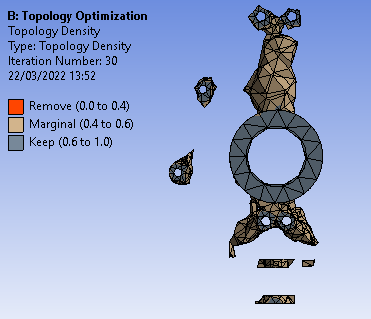 B: Topology Optimization
Topology Density
Type: Topology Density
Iteration Number: 30
22/03/2022 13:52
Remove (0.0 to 0.4)
Marginal (0.4 to 0.6)
Keep (0.6 to 1.0)